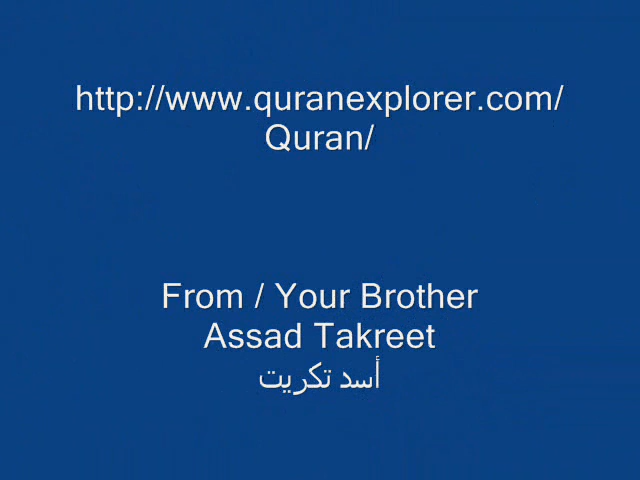 http://www.quranexplorer.com/
Quran/
From / Your Brother
Assad Takreet
أسد تكريت